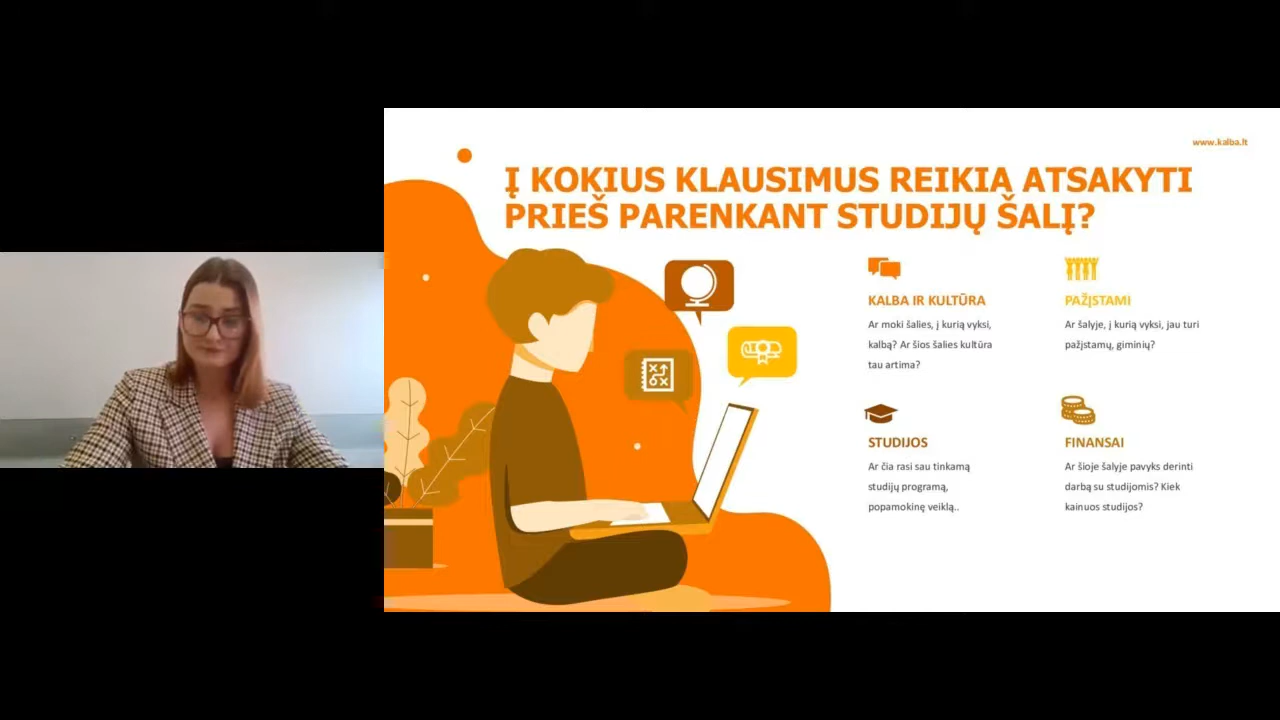 www.kalba.lt
Į KOKIUS KLAUSIMUS REIKIA ATSAKYTI
PRIEŠ PARENKANT STUDIJŲ ŠALĮ?
KALBA IR KULTŪRA
Ar moki šalies, į kurią vyksi,
kalbą? Ar šios šalies kultūra
tau artima?
PAŽĮSTAMI
Ar šalyje, į kurią vyksi, jau turi
pažįstamų, giminių?
STUDIJOS
Ar čia rasi sau tinkamą
studijų programą,
popamokinę veiklą..
FINANSAI
Ar šioje šalyje pavyks derinti
darbą su studijomis? Kiek
kainuos studijos?